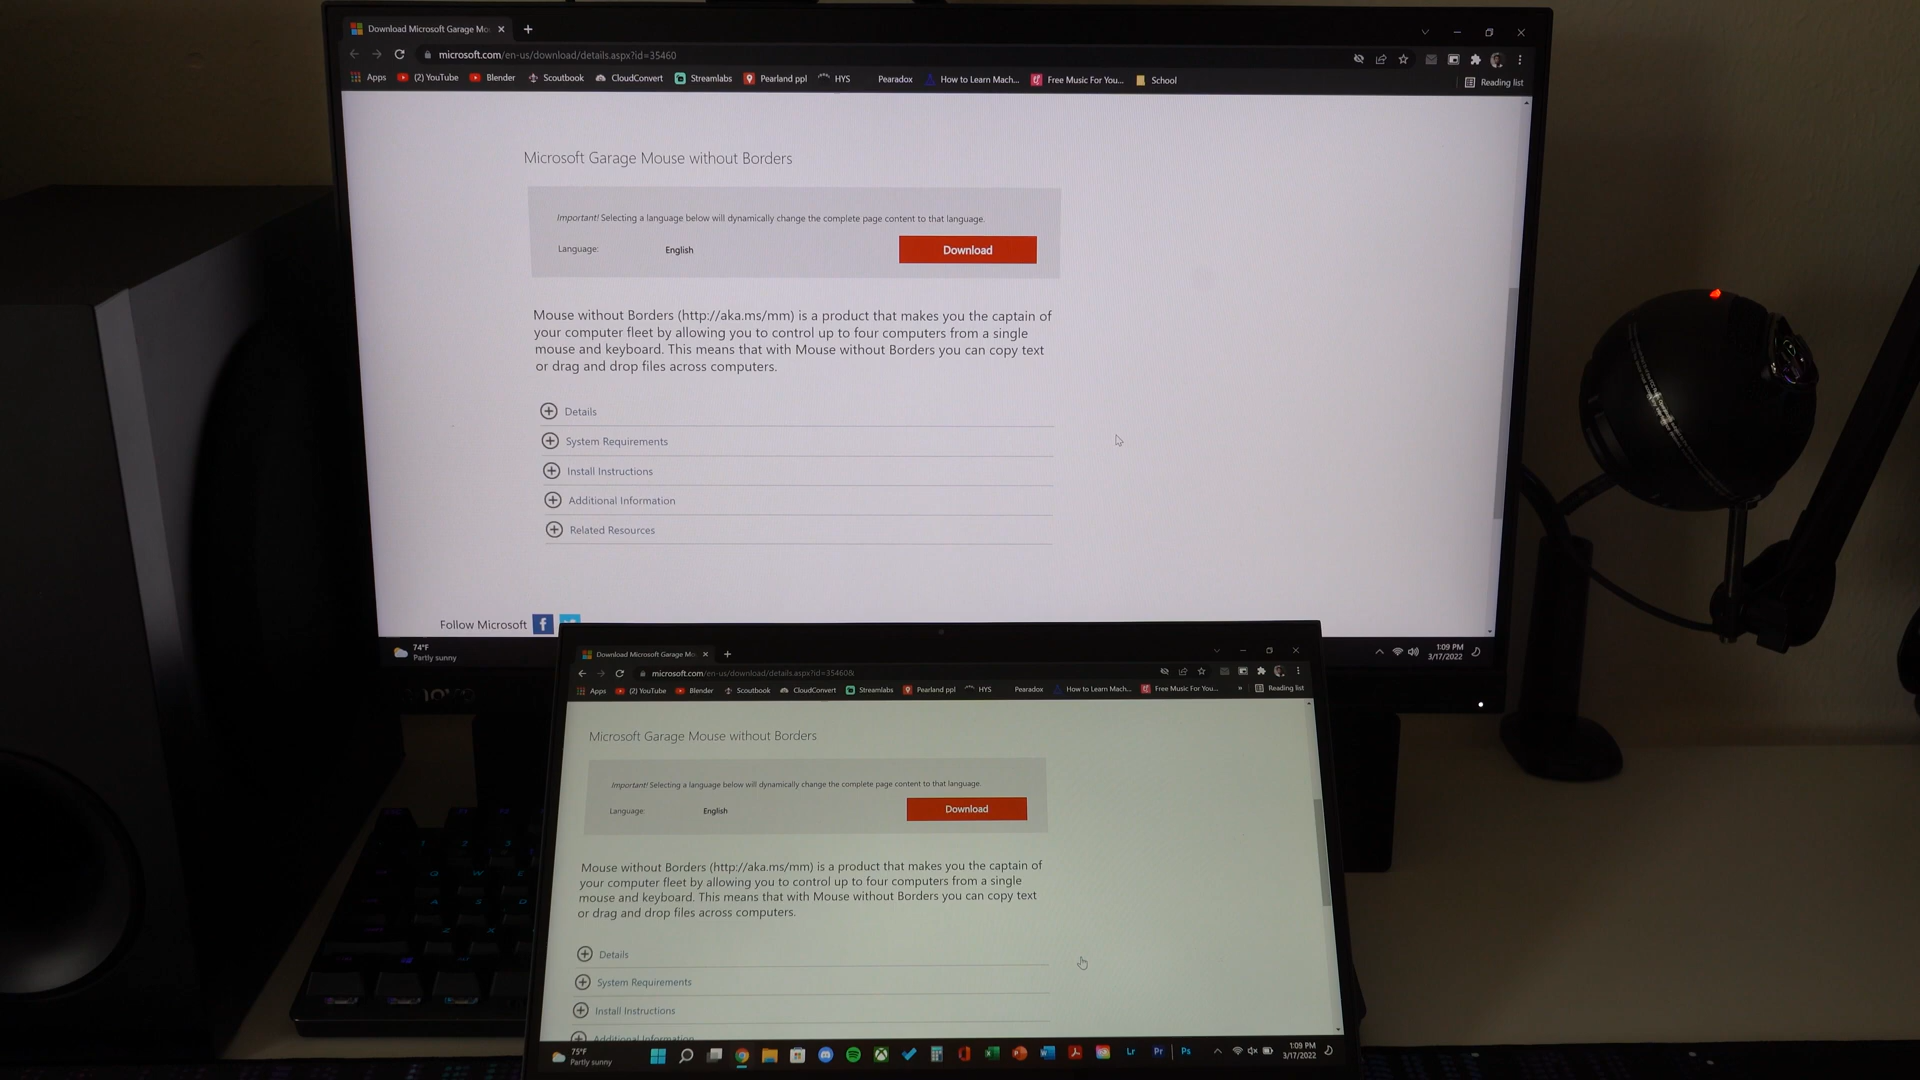 Download Microsoft Garage Mo
microsoft.com/en-us/download/details.aspx?id=35460
Apps (2) YouTube Blender Scoutbook CloudConvert Streamlabs Pearland ppl HYS Pearadox How to Learn Mach... Free Music For You... School
Reading list
Microsoft Garage Mouse without Borders
Important! Selecting a language below will dynamically change the complete page content to that language.
Language: English Download
Mouse without Borders (http://aka.ms/mm) is a product that makes you the captain of
your computer fleet by allowing you to control up to four computers from a single
mouse and keyboard. This means that with Mouse without Borders you can copy text
or drag and drop files across computers.
Details
System Requirements
Install Instructions
Additional Information
Related Resources
Follow Microsoft f
74°F
Partly sunny
1:09 PM
3/17/2022
Download Microsoft Garage Mo
microsoft.com/en-us/download/details.aspx?id=35460&
Apps (2) YouTube Blender Scoutbook CloudConvert Streamlabs Pearland ppl HYS Pearadox How to Learn Mach... Free Music For You... » Reading list
Microsoft Garage Mouse without Borders
Important! Selecting a language below will dynamically change the complete page content to that language.
Language: English Download
Mouse without Borders (http://aka.ms/mm) is a product that makes you the captain of
your computer fleet by allowing you to control up to four computers from a single
mouse and keyboard. This means that with Mouse without Borders you can copy text
or drag and drop files across computers.
Details
System Requirements
Install Instructions
Additional Information
75°F
Partly sunny
Lr Pr Ps
1:09 PM
3/17/2022